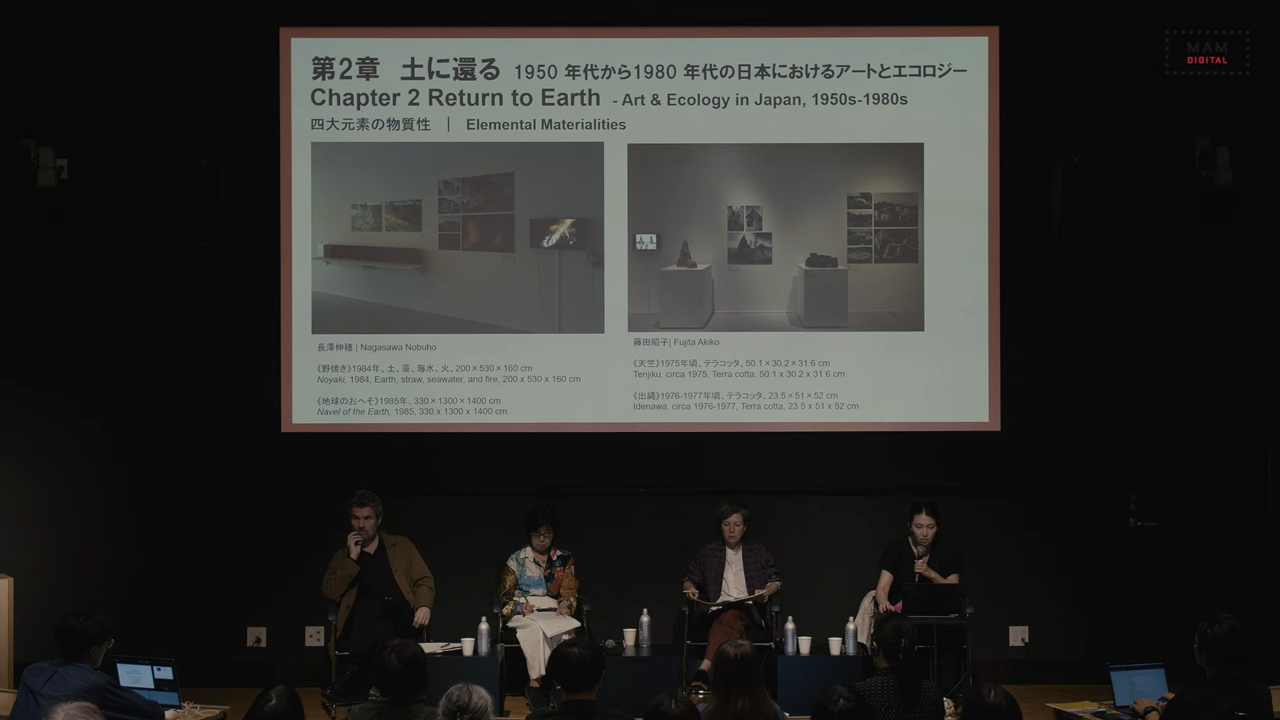 第2章 土に還る 1950 年代から1980 年代の日本におけるアートとエコロジー
Chapter 2 Return to Earth - Art & Ecology in Japan, 1950s-1980s
四大元素の物質性 | Elemental Materialities
長澤伸穂 | Nagasawa Nobuho
《野焼き》1984年、土、藁、海水、火、200×530×160 cm
Noyaki, 1984, Earth, straw, seawater, and fire, 200 x 530 x 160 cm
《地球のおへそ》1985年、330×1300×1400 cm
Navel of the Earth, 1985, 330 x 1300 x 1400 cm
藤田昭子| Fujita Akiko
《天竺》1975年頃、テラコッタ、50.1×30.2×31.6 cm
Tenjiku, circa 1975, Terra cotta, 50.1 x 30.2 x 31.6 cm
《出縄》1976-1977年頃、テラコッタ、23.5×51×52 cm
Idenawa, circa 1976-1977, Terra cotta, 23.5 x 51 x 52 cm
MAM
DIGITAL